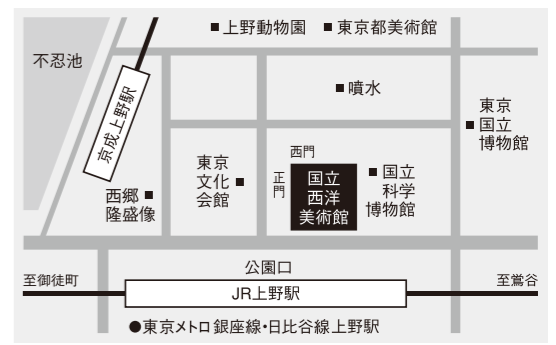 ■上野動物園 ■東京都美術館
不忍池
京成上野駅
■噴水
東京
■国立
博物館
西門
正門
国立
西洋
美術館
■国立
科学
博物館
東京
文化■
会館
西郷■
隆盛像
公園口
至御徒町
JR上野駅
至鶯谷
●東京メトロ銀座線・日比谷線上野駅